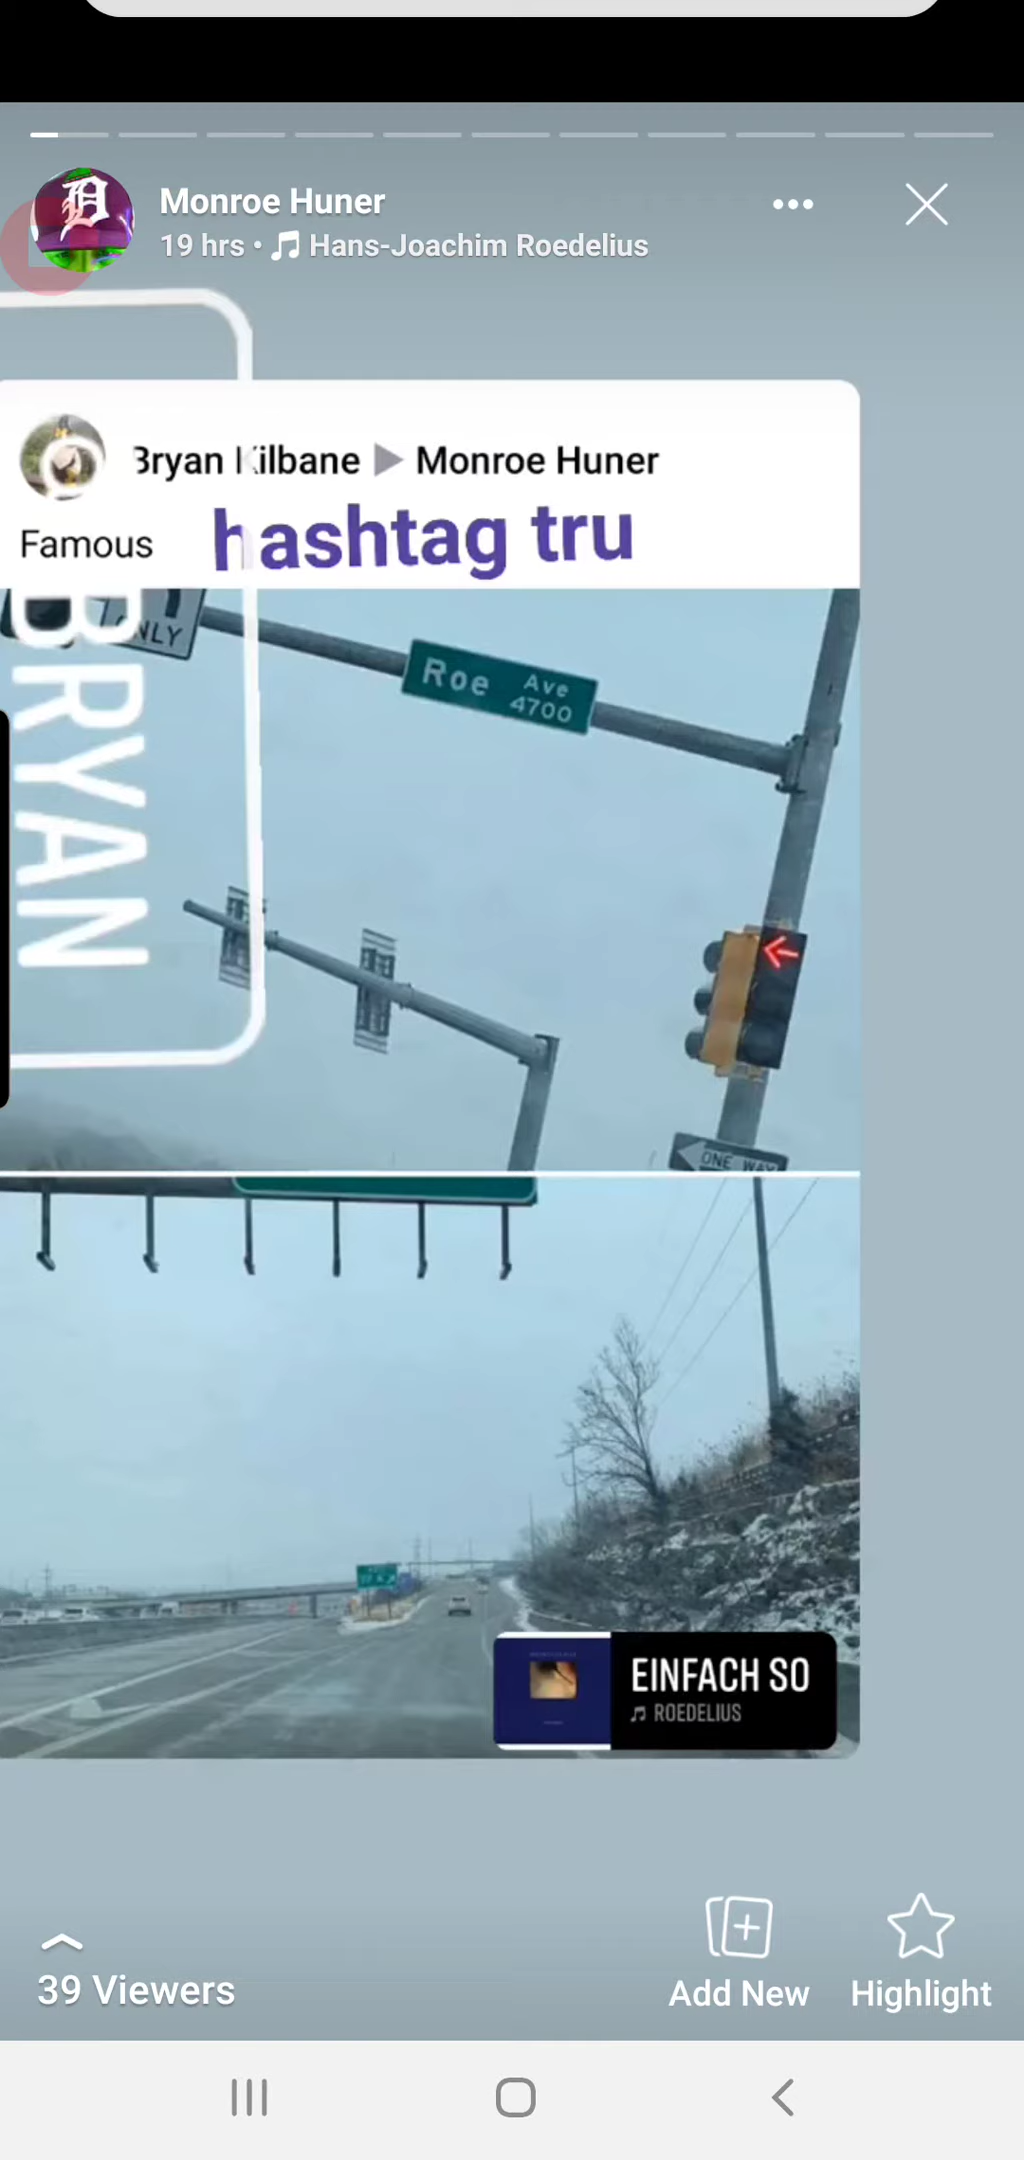 Monroe Huner
19 hrs • Hans-Joachim Roedelius
Bryan Kilbane ▶ Monroe Huner
Famous
hashtag tru
BRYAN
ONLY
Roe Ave
4700
ONE WAY
EINFACH SO
ROEDELIUS
39 Viewers
Add New
Highlight